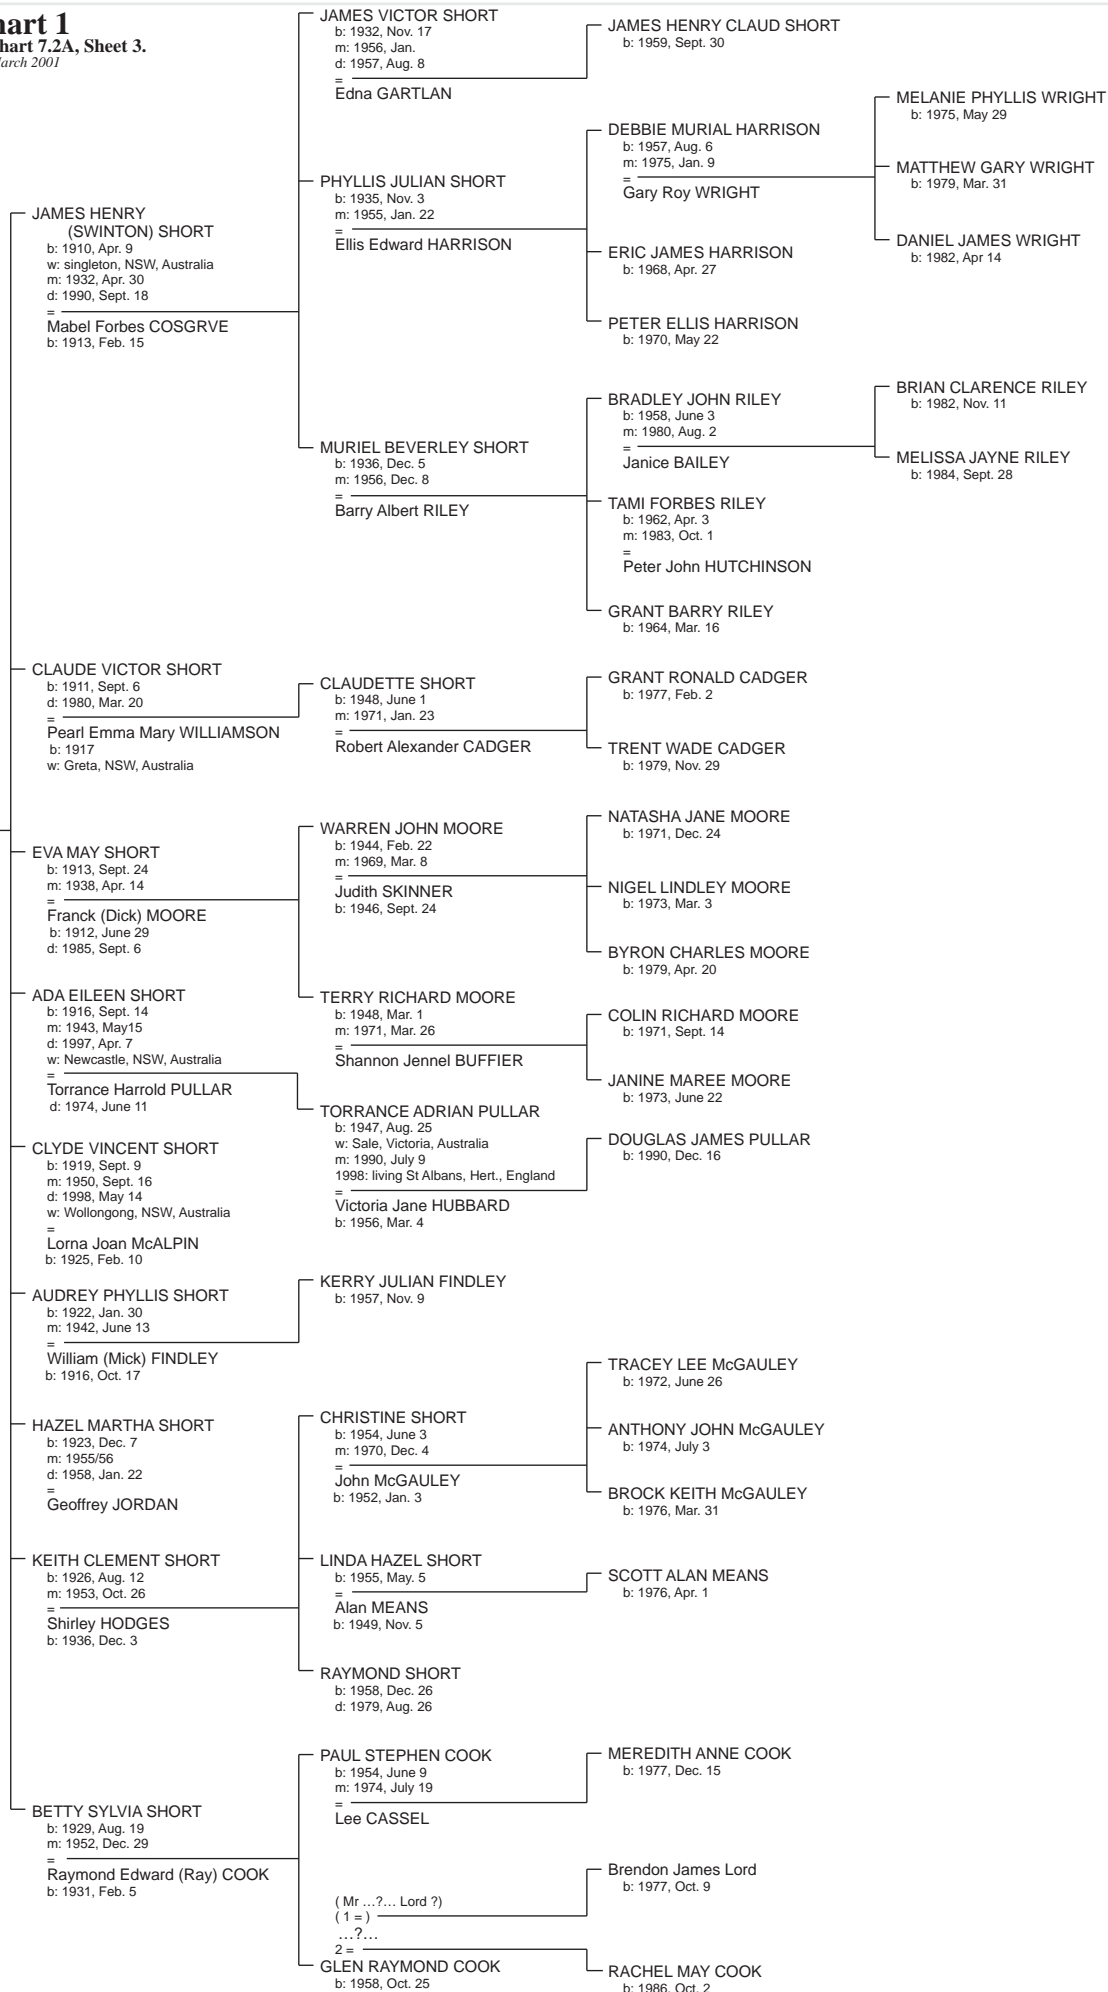 hart 1
hart 7.2A, Sheet 3.
arch 2001
JAMES HENRY
(SWINTON) SHORT
b: 1910, Apr. 9
w: singleton, NSW, Australia
m: 1932, Apr. 30
d: 1990, Sept. 18
=
Mabel Forbes COSGRVE
b: 1913, Feb. 15
CLAUDE VICTOR SHORT
b: 1911, Sept. 6
d: 1980, Mar. 20
=
Pearl Emma Mary WILLIAMSON
b: 1917
w: Greta, NSW, Australia
EVA MAY SHORT
b: 1913, Sept. 24
m: 1938, Apr. 14
=
Franck (Dick) MOORE
b: 1912, June 29
d: 1985, Sept. 6
ADA EILEEN SHORT
b: 1916, Sept. 14
m: 1943, May15
d: 1997, Apr. 7
w: Newcastle, NSW, Australia
=
Torrance Harrold PULLAR
d: 1974, June 11
CLYDE VINCENT SHORT
b: 1919, Sept. 9
m: 1950, Sept. 16
d: 1998, May 14
w: Wollongong, NSW, Australia
=
Lorna Joan McALPIN
b: 1925, Feb. 10
AUDREY PHYLLIS SHORT
b: 1922, Jan. 30
m: 1942, June 13
=
William (Mick) FINDLEY
b: 1916, Oct. 17
HAZEL MARTHA SHORT
b: 1923, Dec. 7
m: 1955/56
d: 1958, Jan. 22
=
Geoffrey JORDAN
KEITH CLEMENT SHORT
b: 1926, Aug. 12
m: 1953, Oct. 26
=
Shirley HODGES
b: 1936, Dec. 3
BETTY SYLVIA SHORT
b: 1929, Aug. 19
m: 1952, Dec. 29
=
Raymond Edward (Ray) COOK
b: 1931, Feb. 5
JAMES VICTOR SHORT
b: 1932, Nov. 17
m: 1956, Jan.
d: 1957, Aug. 8
=
Edna GARTLAN
PHYLLIS JULIAN SHORT
b: 1935, Nov. 3
m: 1955, Jan. 22
=
Ellis Edward HARRISON
MURIEL BEVERLEY SHORT
b: 1936, Dec. 5
m: 1956, Dec. 8
=
Barry Albert RILEY
CLAUDETTE SHORT
b: 1948, June 1
m: 1971, Jan. 23
=
Robert Alexander CADGER
WARREN JOHN MOORE
b: 1944, Feb. 22
m: 1969, Mar. 8
=
Judith SKINNER
b: 1946, Sept. 24
TERRY RICHARD MOORE
b: 1948, Mar. 1
m: 1971, Mar. 26
=
Shannon Jennel BUFFIER
TORRANCE ADRIAN PULLAR
b: 1947, Aug. 25
w: Sale, Victoria, Australia
m: 1990, July 9
1998: living St Albans, Hert., England
=
Victoria Jane HUBBARD
b: 1956, Mar. 4
KERRY JULIAN FINDLEY
b: 1957, Nov. 9
CHRISTINE SHORT
b: 1954, June 3
m: 1970, Dec. 4
=
John McGAULEY
b: 1952, Jan. 3
LINDA HAZEL SHORT
b: 1955, May. 5
=
Alan MEANS
b: 1949, Nov. 5
RAYMOND SHORT
b: 1958, Dec. 26
d: 1979, Aug. 26
PAUL STEPHEN COOK
b: 1954, June 9
m: 1974, July 19
=
Lee CASSEL
( Mr …?… Lord ?)
( 1 = )
…?…
2 =
GLEN RAYMOND COOK
b: 1958, Oct. 25
JAMES HENRY CLAUD SHORT
b: 1959, Sept. 30
DEBBIE MURIAL HARRISON
b: 1957, Aug. 6
m: 1975, Jan. 9
=
Gary Roy WRIGHT
ERIC JAMES HARRISON
b: 1968, Apr. 27
PETER ELLIS HARRISON
b: 1970, May 22
BRADLEY JOHN RILEY
b: 1958, June 3
m: 1980, Aug. 2
=
Janice BAILEY
TAMI FORBES RILEY
b: 1962, Apr. 3
m: 1983, Oct. 1
=
Peter John HUTCHINSON
GRANT BARRY RILEY
b: 1964, Mar. 16
GRANT RONALD CADGER
b: 1977, Feb. 2
TRENT WADE CADGER
b: 1979, Nov. 29
NATASHA JANE MOORE
b: 1971, Dec. 24
NIGEL LINDLEY MOORE
b: 1973, Mar. 3
BYRON CHARLES MOORE
b: 1979, Apr. 20
COLIN RICHARD MOORE
b: 1971, Sept. 14
JANINE MAREE MOORE
b: 1973, June 22
DOUGLAS JAMES PULLAR
b: 1990, Dec. 16
TRACEY LEE McGAULEY
b: 1972, June 26
ANTHONY JOHN McGAULEY
b: 1974, July 3
BROCK KEITH McGAULEY
b: 1976, Mar. 31
SCOTT ALAN MEANS
b: 1976, Apr. 1
MEREDITH ANNE COOK
b: 1977, Dec. 15
Brendon James Lord
b: 1977, Oct. 9
RACHEL MAY COOK
b: 1986, Oct. 2
MELANIE PHYLLIS WRIGHT
b: 1975, May 29
MATTHEW GARY WRIGHT
b: 1979, Mar. 31
DANIEL JAMES WRIGHT
b: 1982, Apr 14
BRIAN CLARENCE RILEY
b: 1982, Nov. 11
MELISSA JAYNE RILEY
b: 1984, Sept. 28